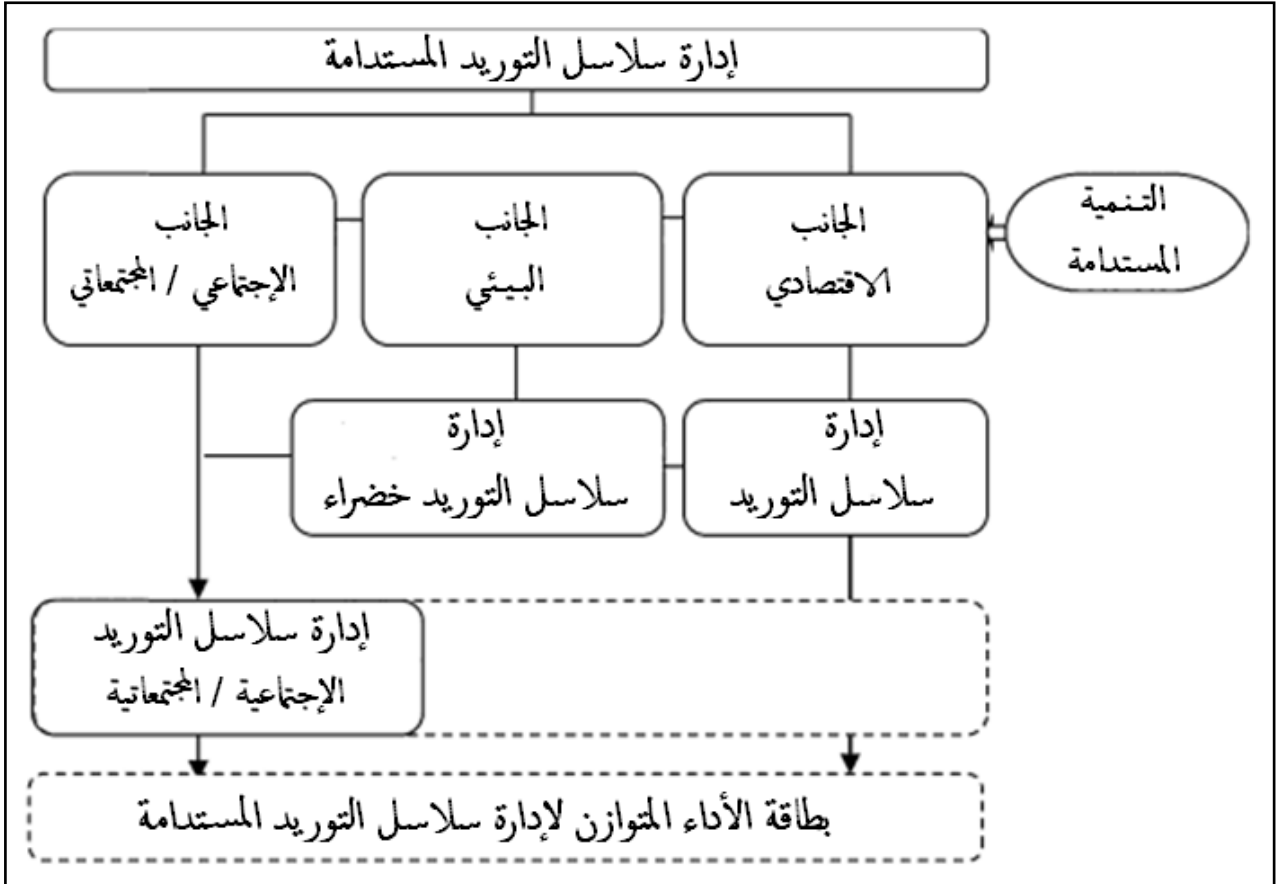 إدارة سلاسل التوريد المستدامة
التنمية
المستدامة
الجانب
الاقتصادي
الجانب
البيئي
الجانب
الإجتماعي / المجتمعاتي
إدارة
سلاسل التوريد
إدارة
سلاسل التوريد خضراء
إدارة سلاسل التوريد
الإجتماعية / المجتمعاتية
بطاقة الأداء المتوازن لإدارة سلاسل التوريد المستدامة